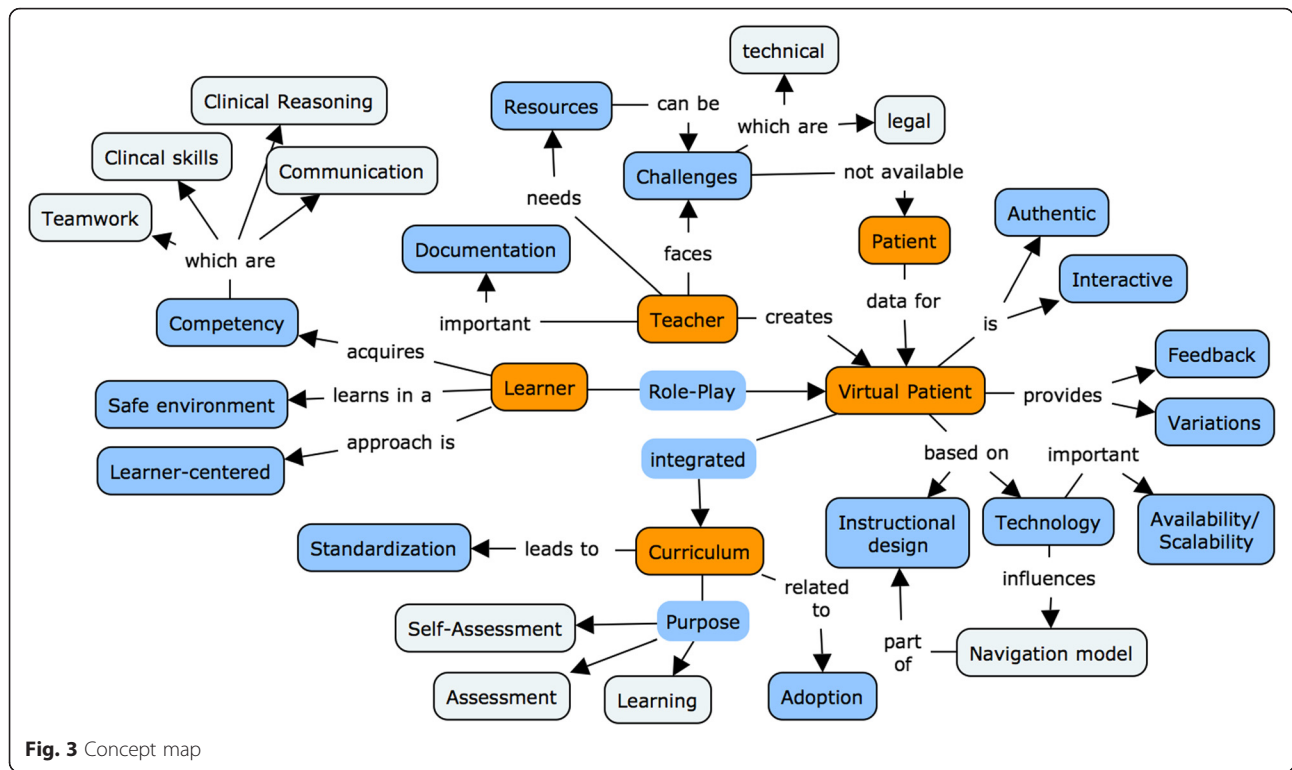 technical
Clinical Reasoning
Resources
can be
which are
legal
Clincal skills
Communication
Challenges
not available
needs
Teamwork
Authentic
Documentation
Patient
which are
faces
Interactive
data for
Competency
important
Teacher
creates
is
acquires
Feedback
Safe environment
learns in a
Learner
Role-Play
Virtual Patient
provides
Variations
approach is
Learner-centered
integrated
based on
important
Instructional
design
Technology
Availability/
Scalability
Standardization
leads to
Curriculum
influences
related
to
Self-Assessment
Purpose
part
of
Navigation model
Assessment
Learning
Adoption
Fig. 3 Concept map